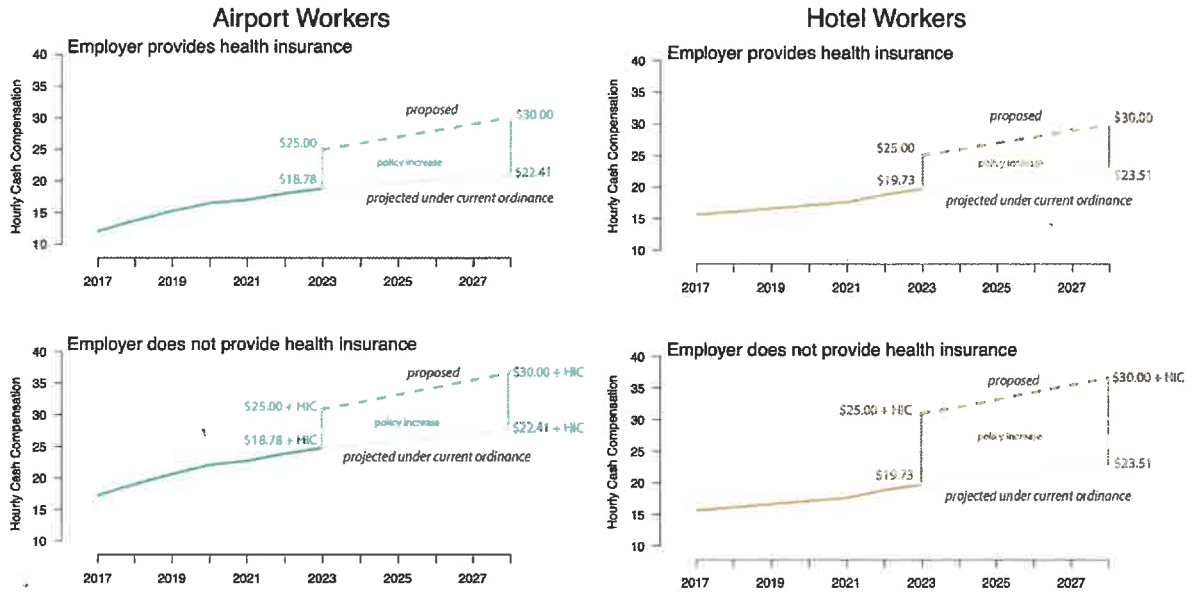 Airport Workers
Employer provides health insurance
Hourly Cash Compensation
40
35
30
25
20
15
10
proposed
$30.00
$25.00
policy increase
$22.41
$18.78
projected under current ordinance
2017
2019
2021
2023
2025
2027
Hotel Workers
Employer provides health insurance
Hourly Cash Compensation
40
35
30
25
20
15
10
proposed
$30.00
$25.00
policy increase
$23.51
$19.73
projected under current ordinance
2017
2019
2021
2023
2025
2027
Employer does not provide health insurance
Hourly Cash Compensation
40
35
30
25
20
15
10
proposed
$30.00 + HIC
$25.00 + HIC
policy increase
$22.41 + HIC
$18.78 + HIC
projected under current ordinance
2017
2019
2021
2023
2025
2027
Employer does not provide health insurance
Hourly Cash Compensation
40
35
30
25
20
15
10
proposed
$30.00 + HIC
$25.00 + HIC
policy increase
$23.51
$19.73
projected under current ordinance
2017
2019
2021
2023
2025
2027